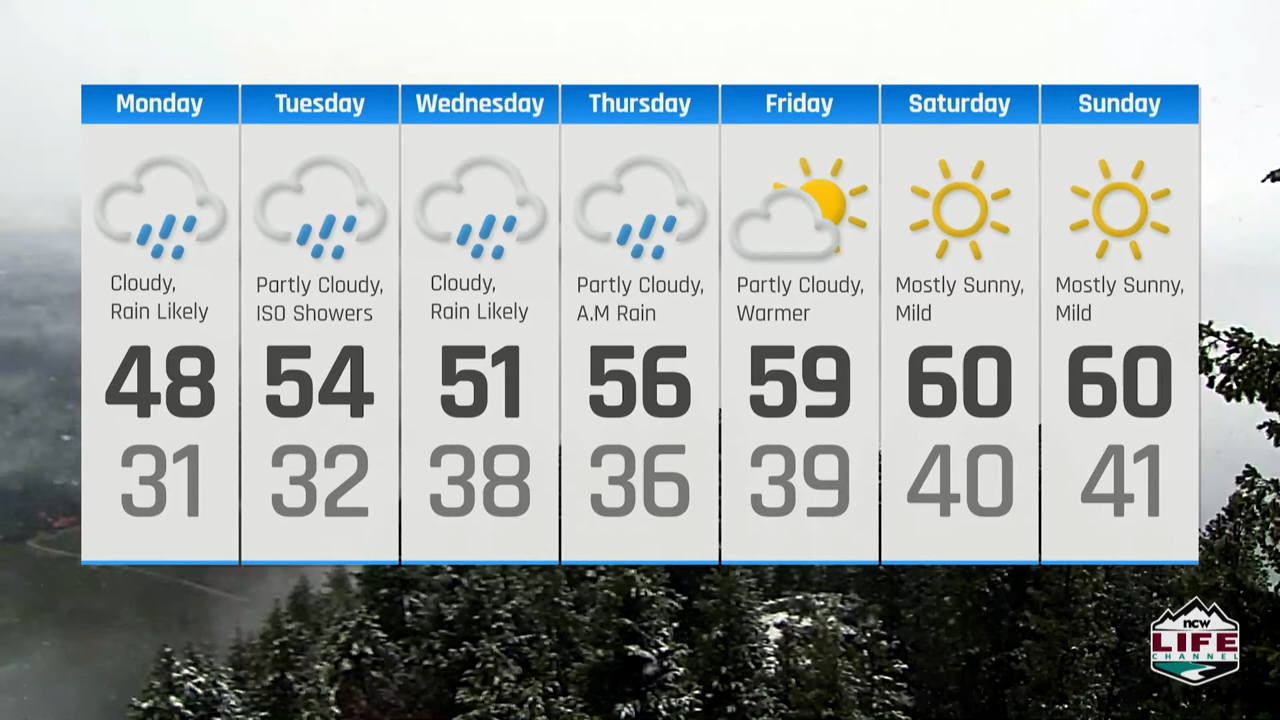 Monday
Cloudy,
Rain Likely
48
31
Tuesday
Partly Cloudy,
ISO Showers
54
32
Wednesday
Cloudy,
Rain Likely
51
38
Thursday
Partly Cloudy,
A.M Rain
56
36
Friday
Partly Cloudy,
Warmer
59
39
Saturday
Mostly Sunny,
Mild
60
40
Sunday
Mostly Sunny,
Mild
60
41
ncw
LIFE
CHANNEL